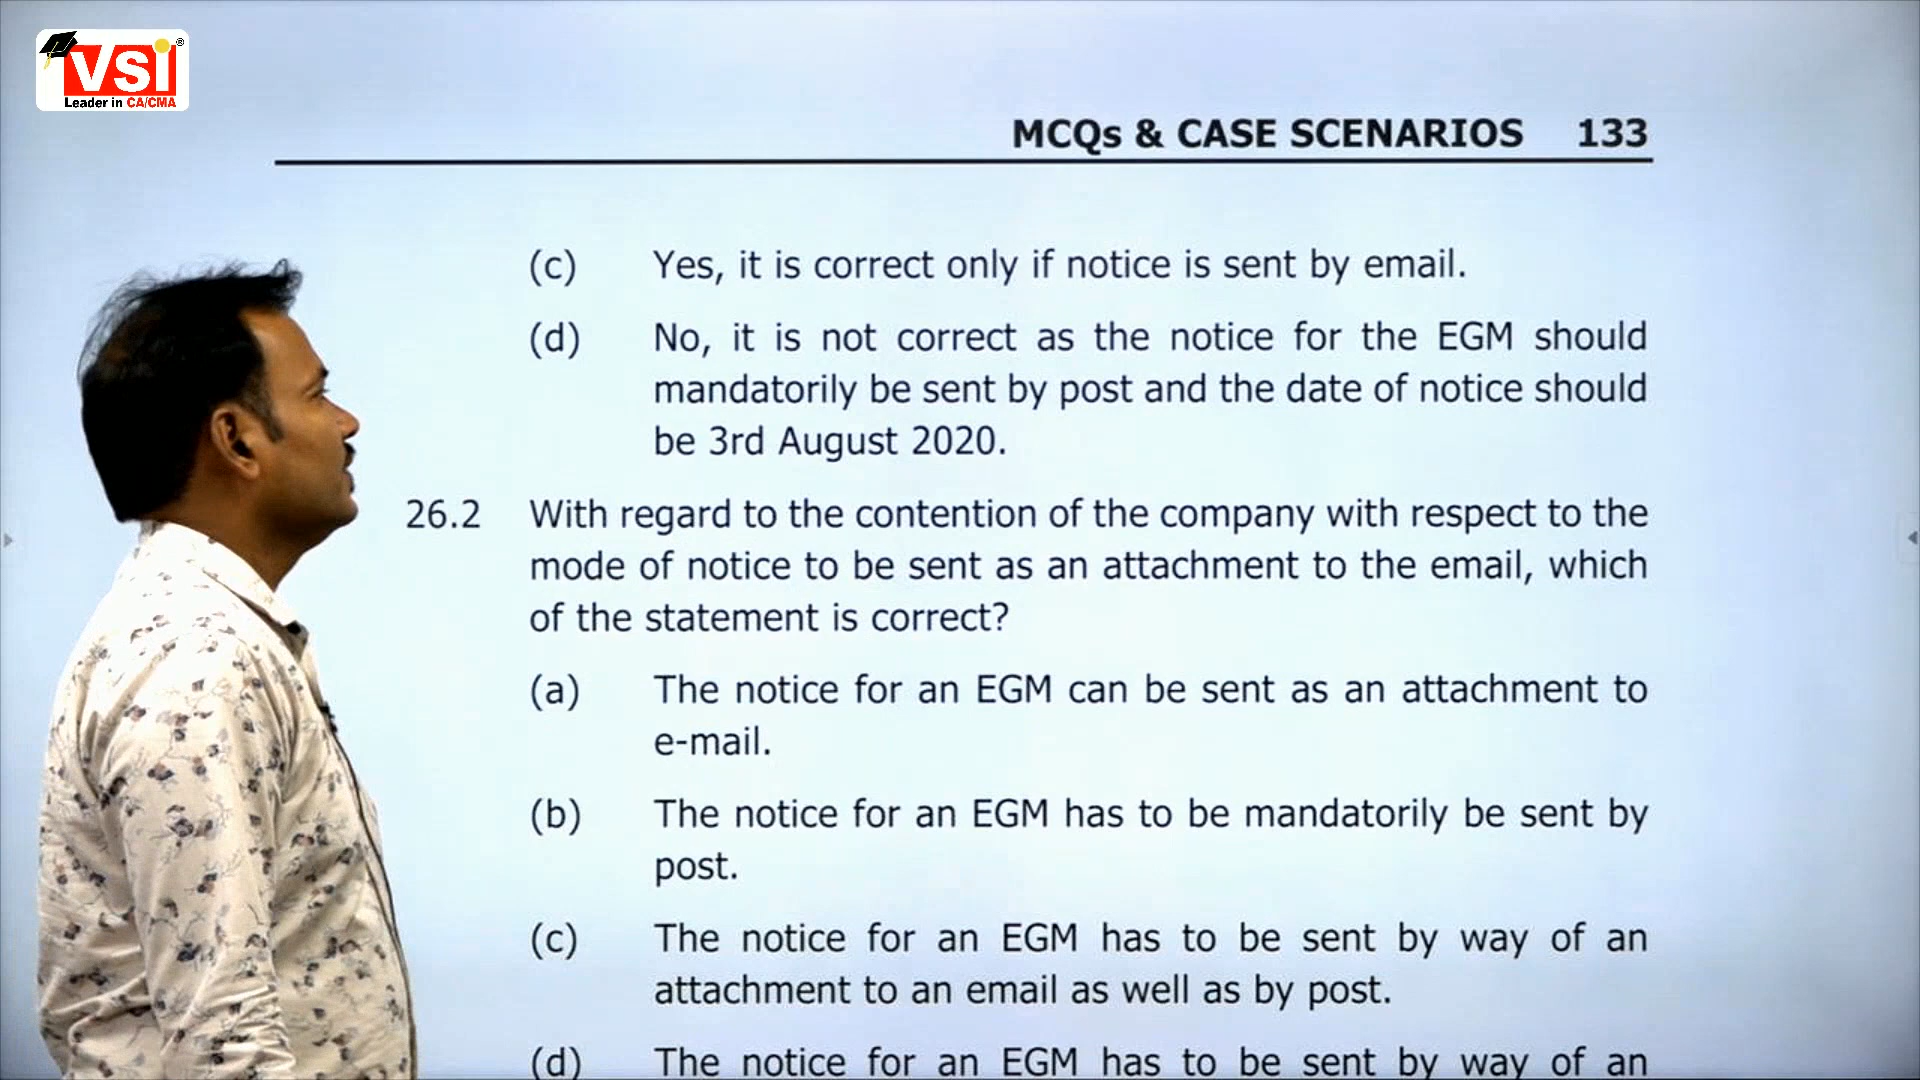 VSi®
Leader in CA/CMA
MCQs & CASE SCENARIOS 133
(c) Yes, it is correct only if notice is sent by email.
(d) No, it is not correct as the notice for the EGM should
mandatorily be sent by post and the date of notice should
be 3rd August 2020.
26.2 With regard to the contention of the company with respect to the
mode of notice to be sent as an attachment to the email, which
of the statement is correct?
(a) The notice for an EGM can be sent as an attachment to
e-mail.
(b) The notice for an EGM has to be mandatorily be sent by
post.
(c) The notice for an EGM has to be sent by way of an
attachment to an email as well as by post.
(d) The notice for an EGM has to be sent by way of an